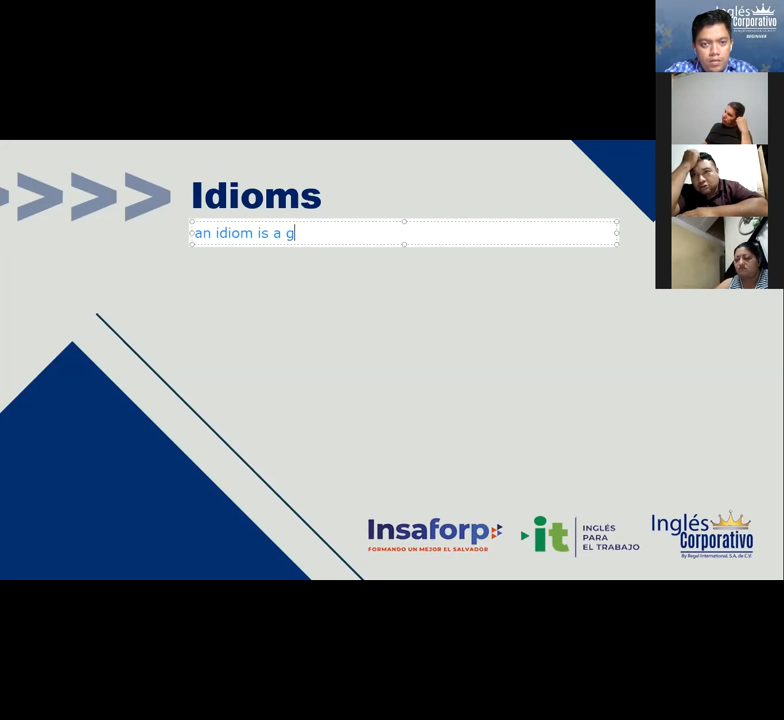 Inglés
Corporativo
BEGINNER
>>>> Idioms
an idiom is a g
Insaforp
FORMANDO UN MEJOR EL SALVADOR
it
INGLÉS
PARA
EL TRABAJO
Inglés
Corporativo
By Regal International, S.A. de C.V.